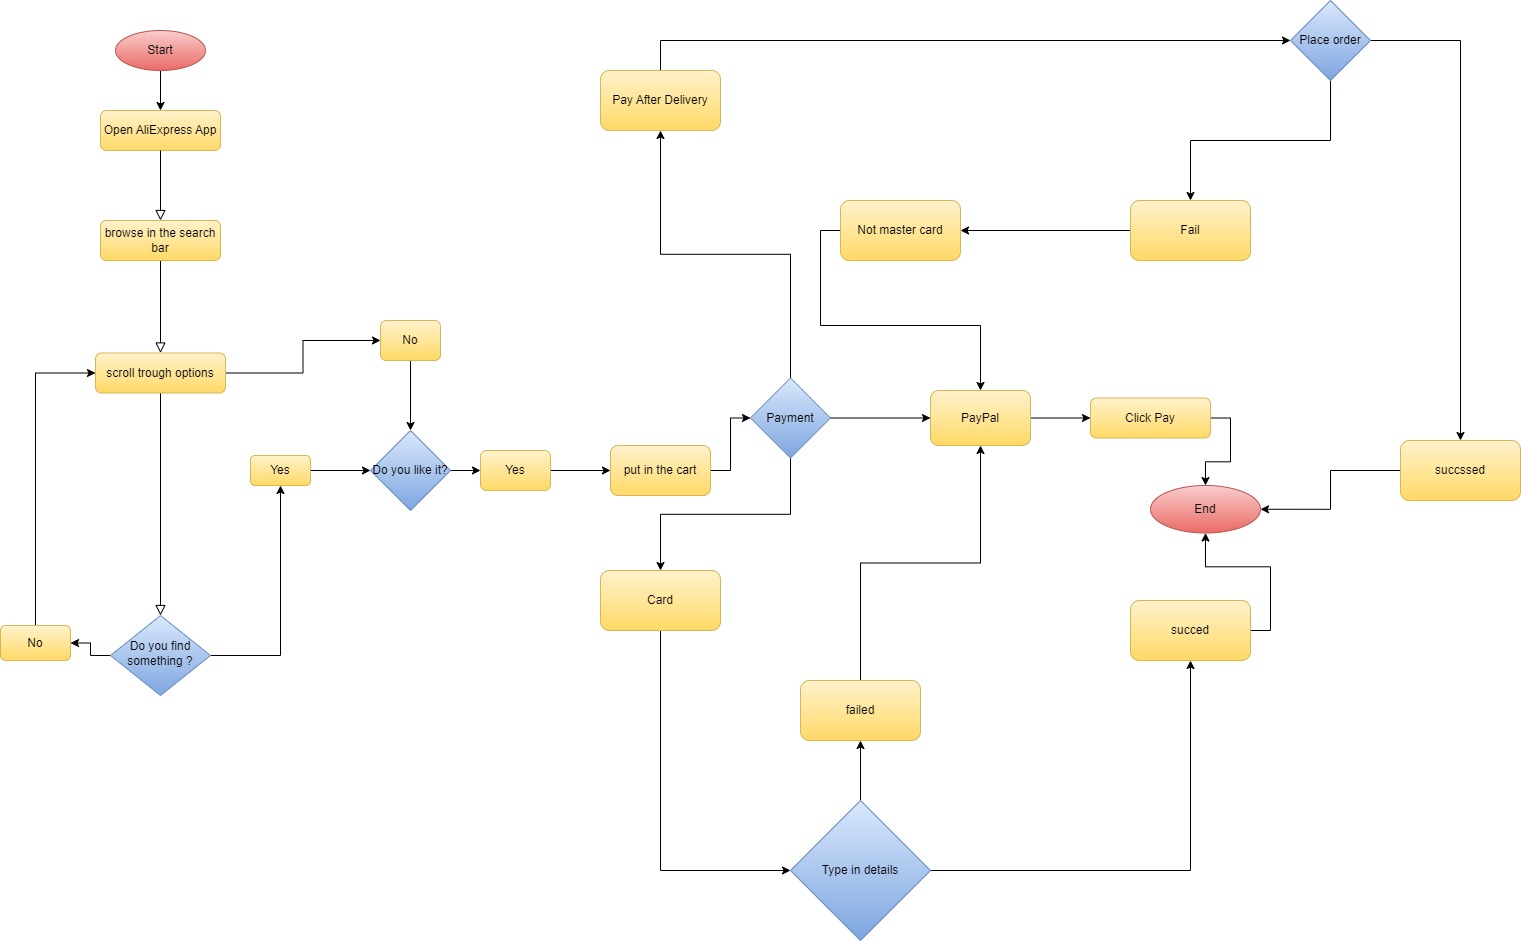 Start
Open AliExpress App
browse in the search
bar
scroll trough options
No
Do you find
something ?
Yes
No
Do you like it?
Yes
put in the cart
Payment
Pay After Delivery
Place order
Fail
Not master card
PayPal
Click Pay
End
succssed
Card
Type in details
failed
succed